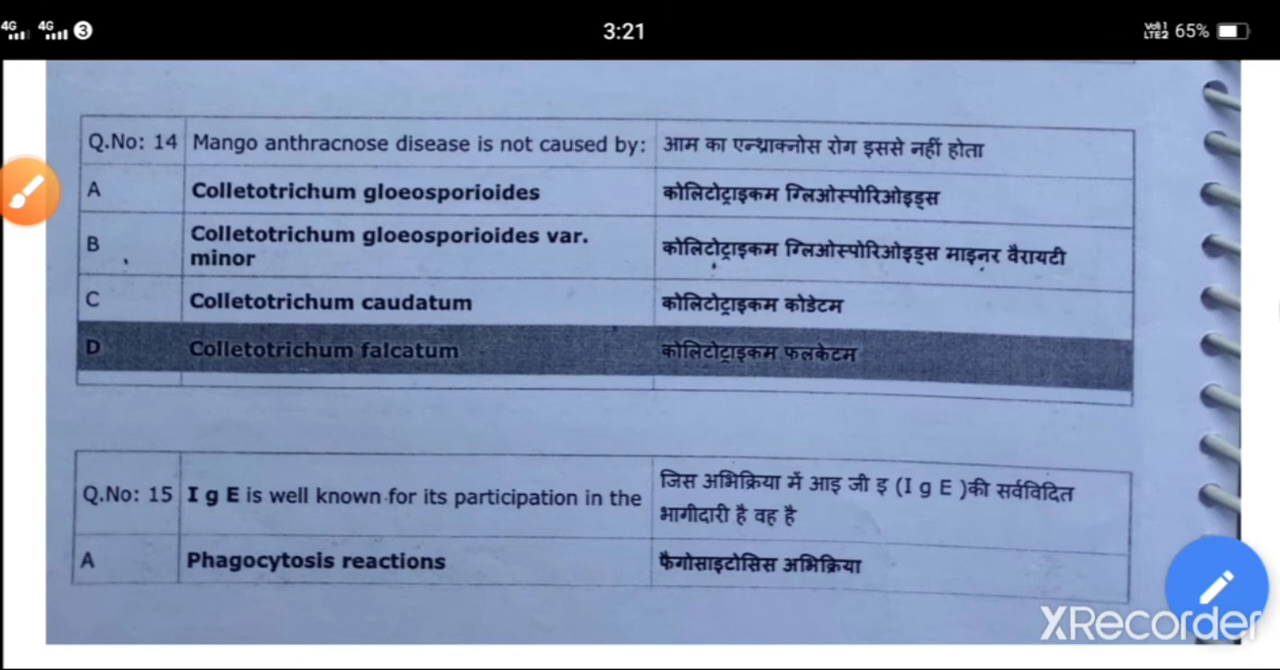 4G 4G 3 3:21 Vo)) 1 LTE2 65%
Q.No: 14 Mango anthracnose disease is not caused by: आम का एन्थ्राक्नोस रोग इससे नहीं होता
A Colletotrichum gloeosporioides कोलिटोट्राइकम ग्लिओस्पोरिओइड्स
B Colletotrichum gloeosporioides var. minor कोलिटोट्राइकम ग्लिओस्पोरिओइड्स माइनर वैरायटी
C Colletotrichum caudatum कोलिटोट्राइकम कोडेटम
D Colletotrichum falcatum कोलिटोट्राइकम फलकेटम
Q.No: 15 I g E is well known for its participation in the जिस अभिक्रिया में आइ जी इ (I g E )की सर्वविदित
भागीदारी है वह है
A Phagocytosis reactions फैगोसाइटोसिस अभिक्रिया
XRecorder